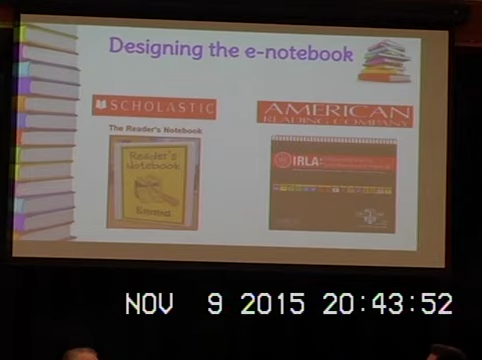 Designing the e-notebook
SCHOLASTIC
The Reader's Notebook
Reader's
Notebook
Emma
AMERICAN
READING COMPANY
IRLA:
NOV 9 2015 20:43:52